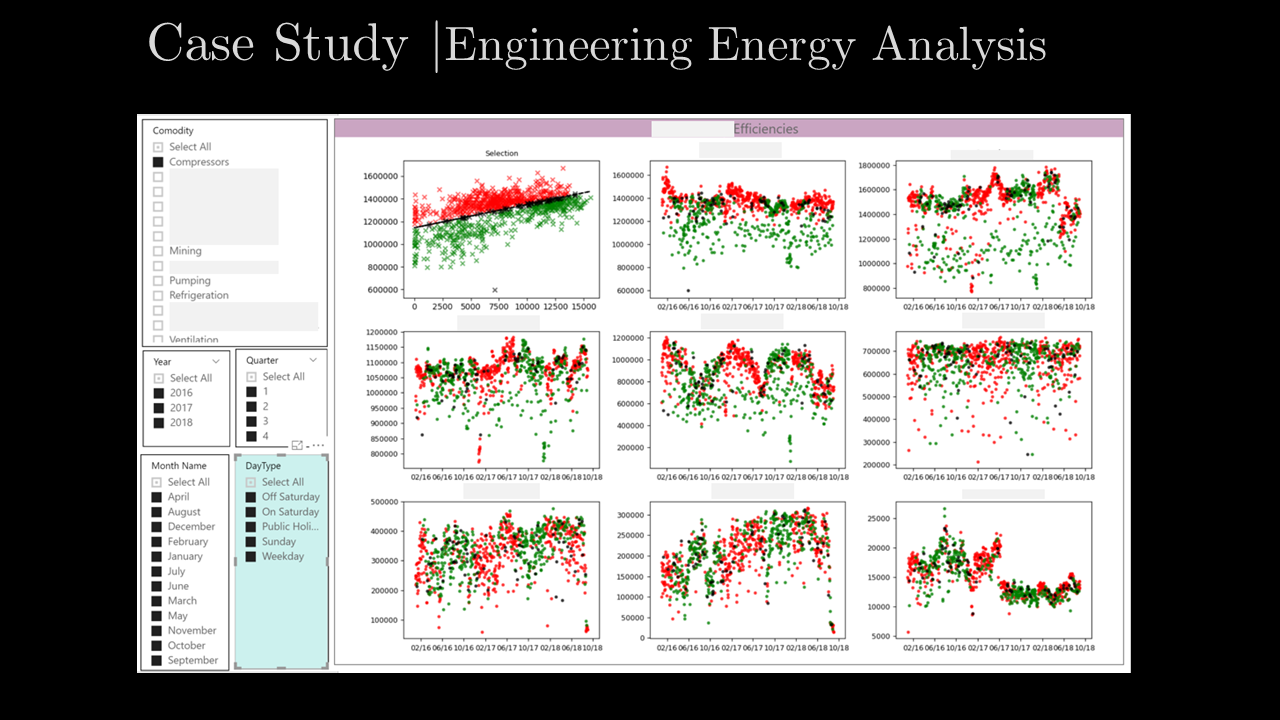 Case Study |Engineering Energy Analysis
Comodity
Select All
Compressors
Mining
Pumping
Refrigeration
Ventilation
Year
Select All
2016
2017
2018
Quarter
Select All
1
2
3
4
Month Name
Select All
April
August
December
February
January
July
June
March
May
November
October
September
DayType
Select All
Off Saturday
On Saturday
Public Holi...
Sunday
Weekday
Efficiencies
Selection
1600000
1400000
1200000
1000000
800000
600000
0 2500 5000 7500 10000 12500 15000
1600000
1400000
1200000
1000000
800000
600000
02/16 06/16 10/16 02/17 06/17 10/17 02/18 06/18 10/18
1800000
1600000
1400000
1200000
1000000
800000
02/16 06/16 10/16 02/17 06/17 10/17 02/18 06/18 10/18
1200000
1150000
1100000
1050000
1000000
950000
900000
850000
800000
02/16 06/16 10/16 02/17 06/17 10/17 02/18 06/18 10/18
1200000
1000000
800000
600000
400000
200000
02/16 06/16 10/16 02/17 06/17 10/17 02/18 06/18 10/18
700000
600000
500000
400000
300000
200000
02/16 06/16 10/16 02/17 06/17 10/17 02/18 06/18 10/18
500000
400000
300000
200000
100000
02/16 06/16 10/16 02/17 06/17 10/17 02/18 06/18 10/18
300000
250000
200000
150000
100000
50000
0
02/16 06/16 10/16 02/17 06/17 10/17 02/18 06/18 10/18
25000
20000
15000
10000
5000
02/16 06/16 10/16 02/17 06/17 10/17 02/18 06/18 10/18